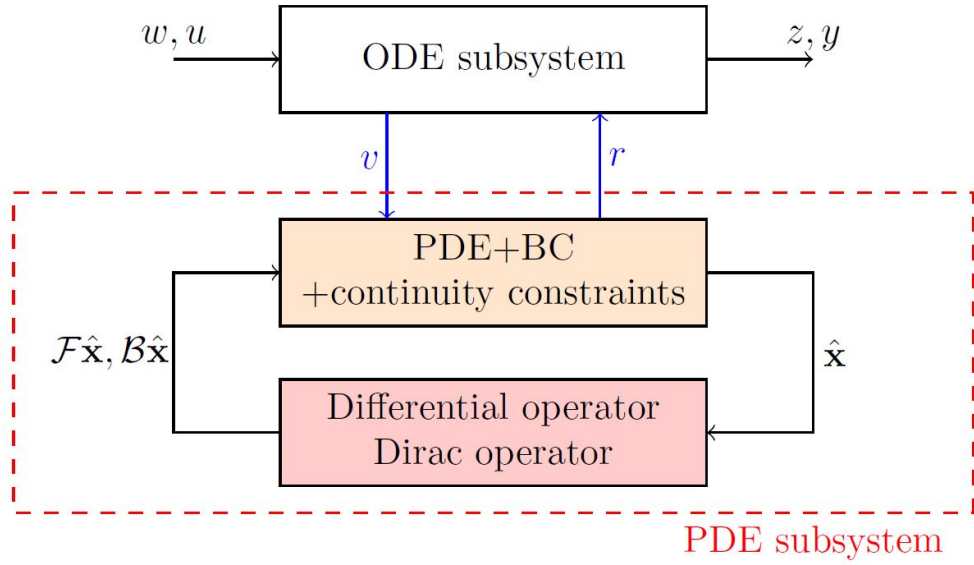 w, u
ODE subsystem
z, y
v
r
PDE+BC
+continuity constraints
ℱx̂, ℬx̂
x̂
Differential operator
Dirac operator
PDE subsystem